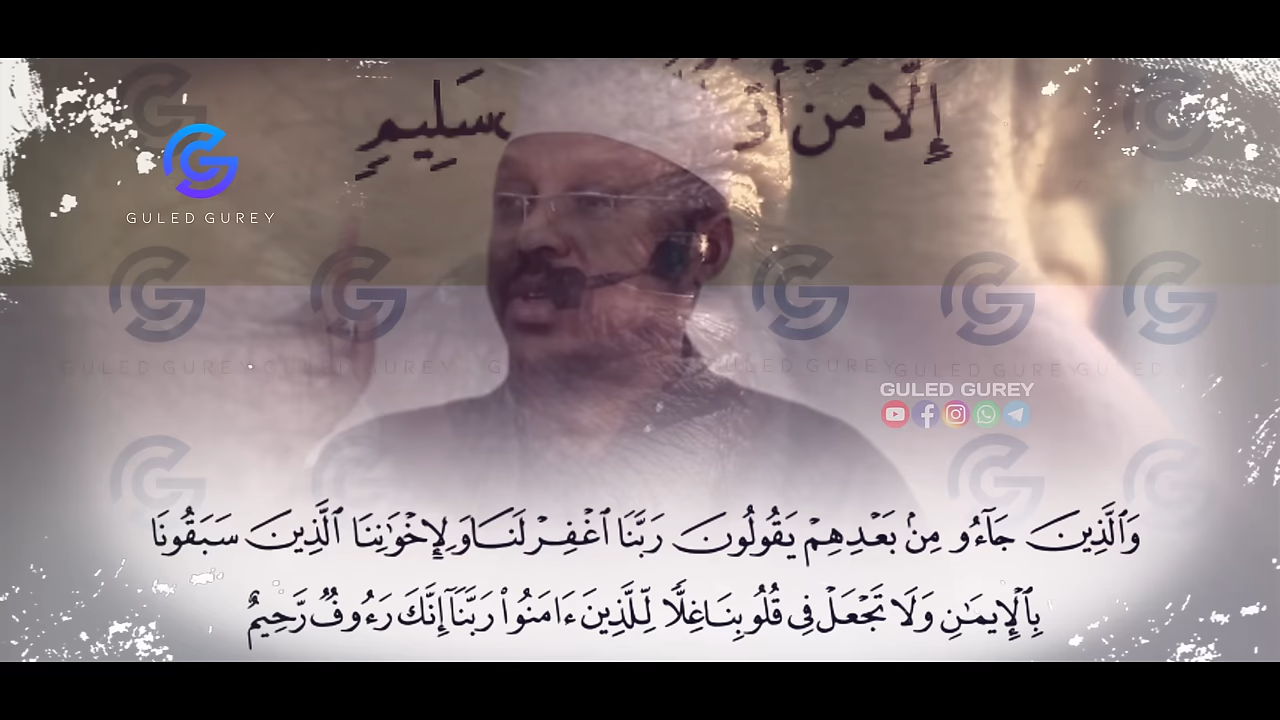 إِلَّا مَنْ أَتَى سَلِيمٍ
GULED GUREY
GULED GUREY
وَٱلَّذِينَ جَآءُو مِنۢ بَعْدِهِمْ يَقُولُونَ رَبَّنَا ٱغْفِرْ لَنَا وَلِإِخْوَٰنِنَا ٱلَّذِينَ سَبَقُونَا
بِٱلْإِيمَٰنِ وَلَا تَجْعَلْ فِى قُلُوبِنَا غِلًّا لِّلَّذِينَ ءَامَنُوا۟ رَبَّنَآ إِنَّكَ رَءُوفٌ رَّحِيمٌ